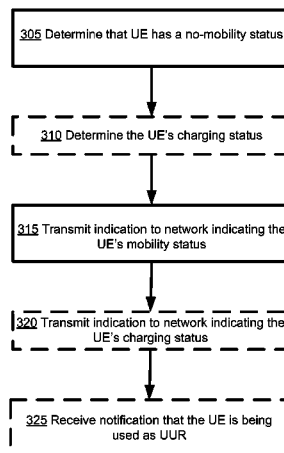 305 Determine that UE has a no-mobility status
310 Determine the UE's charging status
315 Transmit indication to network indicating the
UE's mobility status
320 Transmit indication to network indicating the
UE's charging status
325 Receive notification that the UE is being
used as UUR